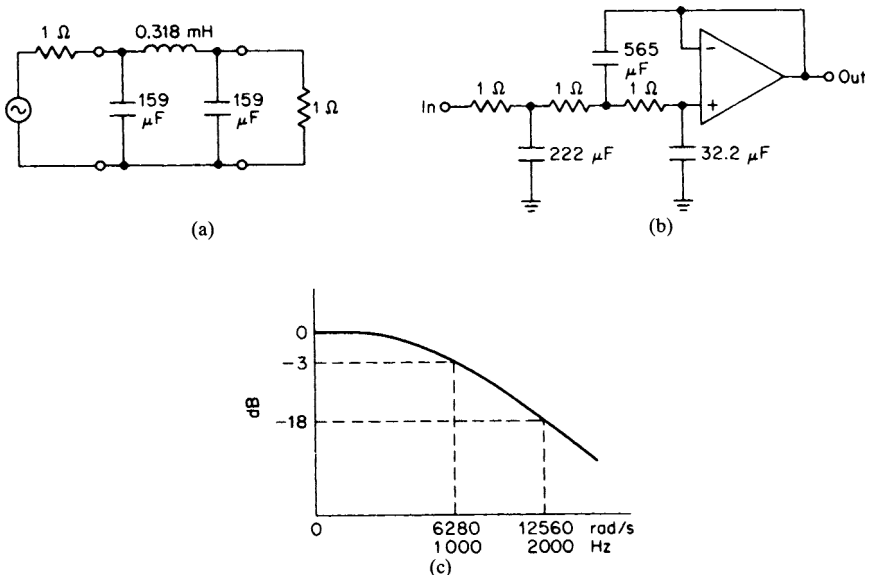 1 Ω
0.318 mH
159
μF
159
μF
1 Ω
(a)
565
μF
1 Ω
1 Ω
1 Ω
In
-
+
Out
222 μF
32.2 μF
(b)
0
-3
dB
-18
0
6280
12560
rad/s
1000
2000
Hz
(c)